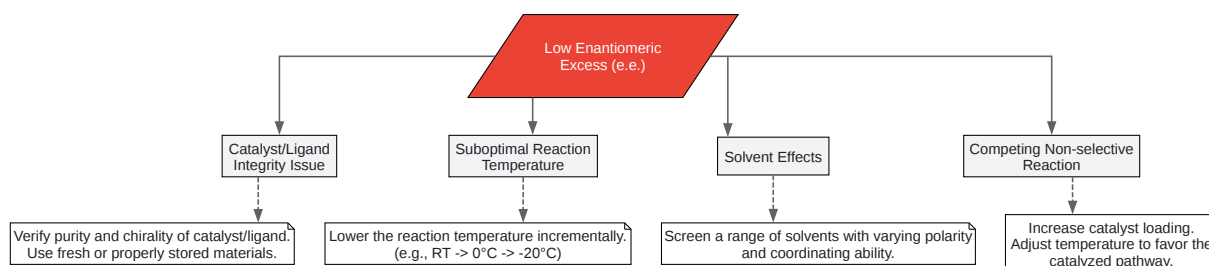 Low Enantiomeric
Excess (e.e.)
Catalyst/Ligand
Integrity Issue
Suboptimal Reaction
Temperature
Solvent Effects
Competing Non-selective
Reaction
Verify purity and chirality of catalyst/ligand.
Use fresh or properly stored materials.
Lower the reaction temperature incrementally.
(e.g., RT -> 0°C -> -20°C)
Screen a range of solvents with varying polarity
and coordinating ability.
Increase catalyst loading.
Adjust temperature to favor the
catalyzed pathway.